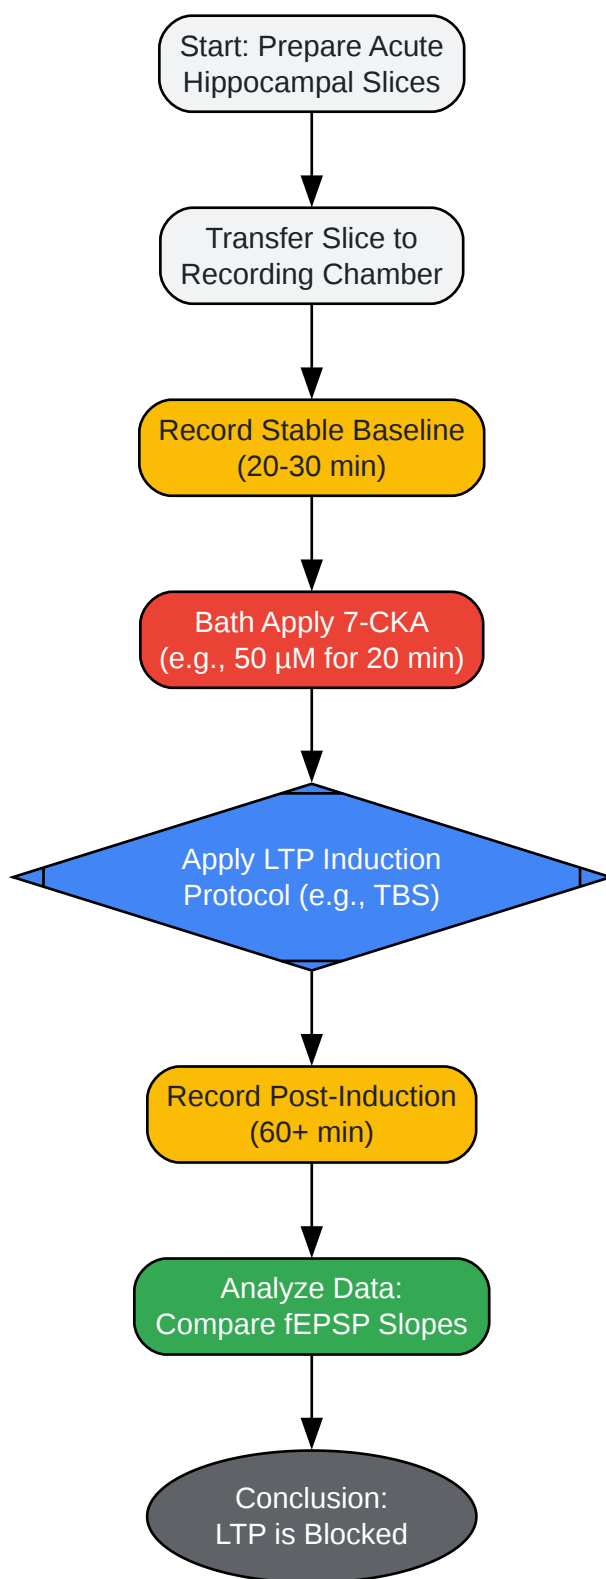 Start: Prepare Acute
Hippocampal Slices
Transfer Slice to
Recording Chamber
Record Stable Baseline
(20-30 min)
Bath Apply 7-CKA
(e.g., 50 µM for 20 min)
Apply LTP Induction
Protocol (e.g., TBS)
Record Post-Induction
(60+ min)
Analyze Data:
Compare fEPSP Slopes
Conclusion:
LTP is Blocked